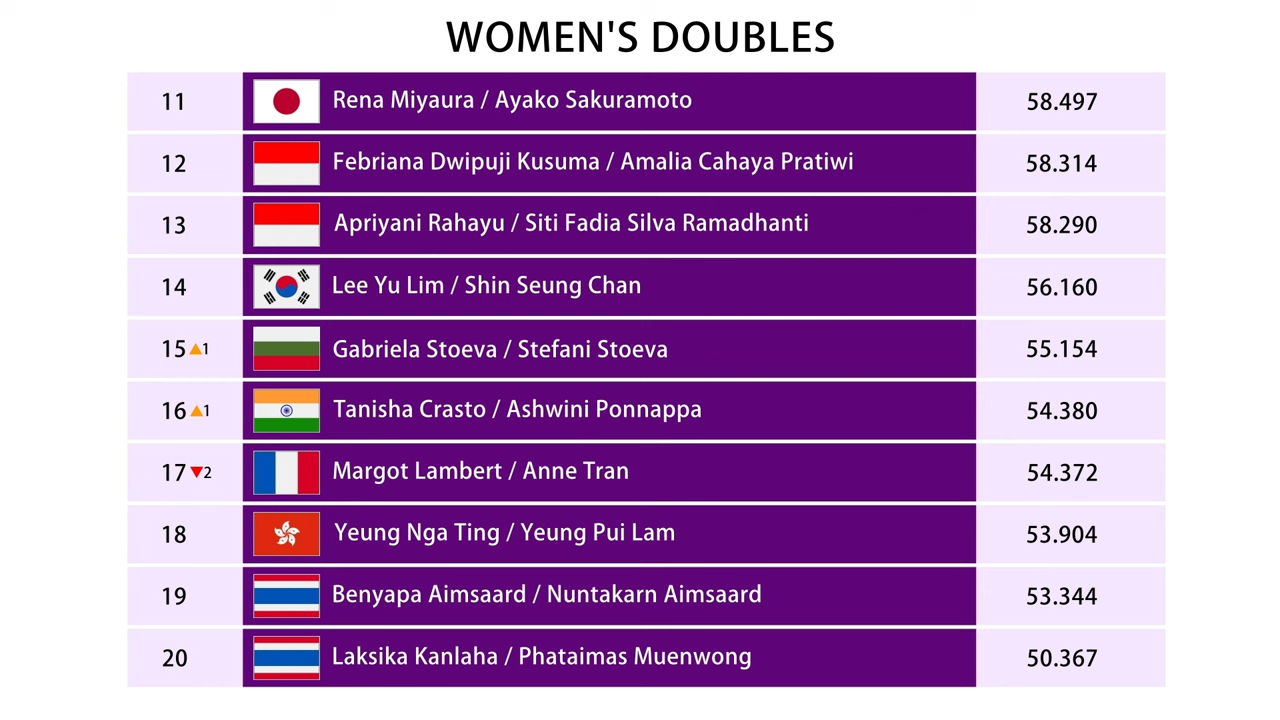 WOMEN'S DOUBLES
11 Rena Miyaura / Ayako Sakuramoto 58.497
12 Febriana Dwipuji Kusuma / Amalia Cahaya Pratiwi 58.314
13 Apriyani Rahayu / Siti Fadia Silva Ramadhanti 58.290
14 Lee Yu Lim / Shin Seung Chan 56.160
15 ▲1 Gabriela Stoeva / Stefani Stoeva 55.154
16 ▲1 Tanisha Crasto / Ashwini Ponnappa 54.380
17 ▼2 Margot Lambert / Anne Tran 54.372
18 Yeung Nga Ting / Yeung Pui Lam 53.904
19 Benyapa Aimsaard / Nuntakarn Aimsaard 53.344
20 Laksika Kanlaha / Phataimas Muenwong 50.367